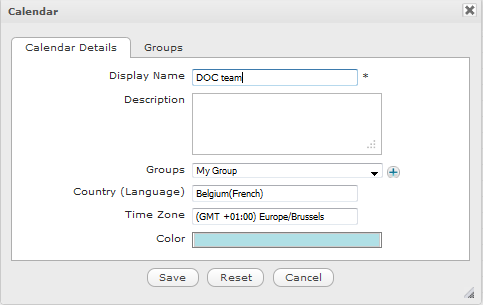 Calendar
Calendar Details Groups
Display Name DOC team *
Description
Groups My Group
Country (Language) Belgium(French)
Time Zone (GMT +01:00) Europe/Brussels
Color
Save Reset Cancel